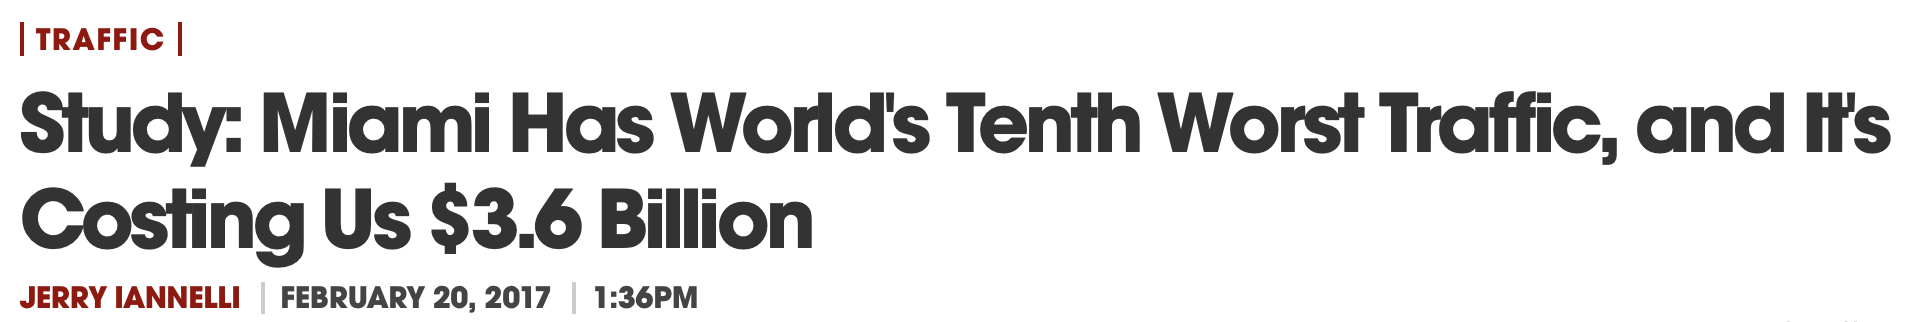 | TRAFFIC |
Study: Miami Has World's Tenth Worst Traffic, and It's
Costing Us $3.6 Billion
JERRY IANNELLI | FEBRUARY 20, 2017 | 1:36PM